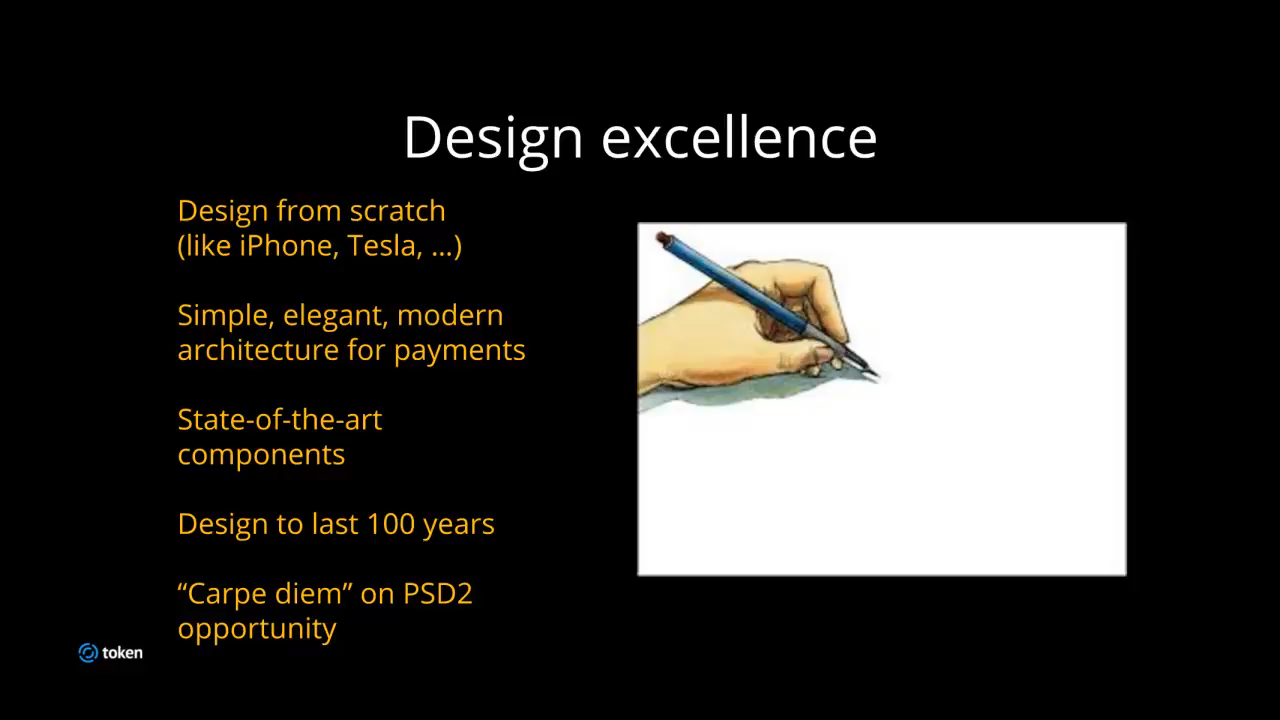 Design excellence
Design from scratch
(like iPhone, Tesla, ...)
Simple, elegant, modern
architecture for payments
State-of-the-art
components
Design to last 100 years
“Carpe diem” on PSD2
opportunity
token